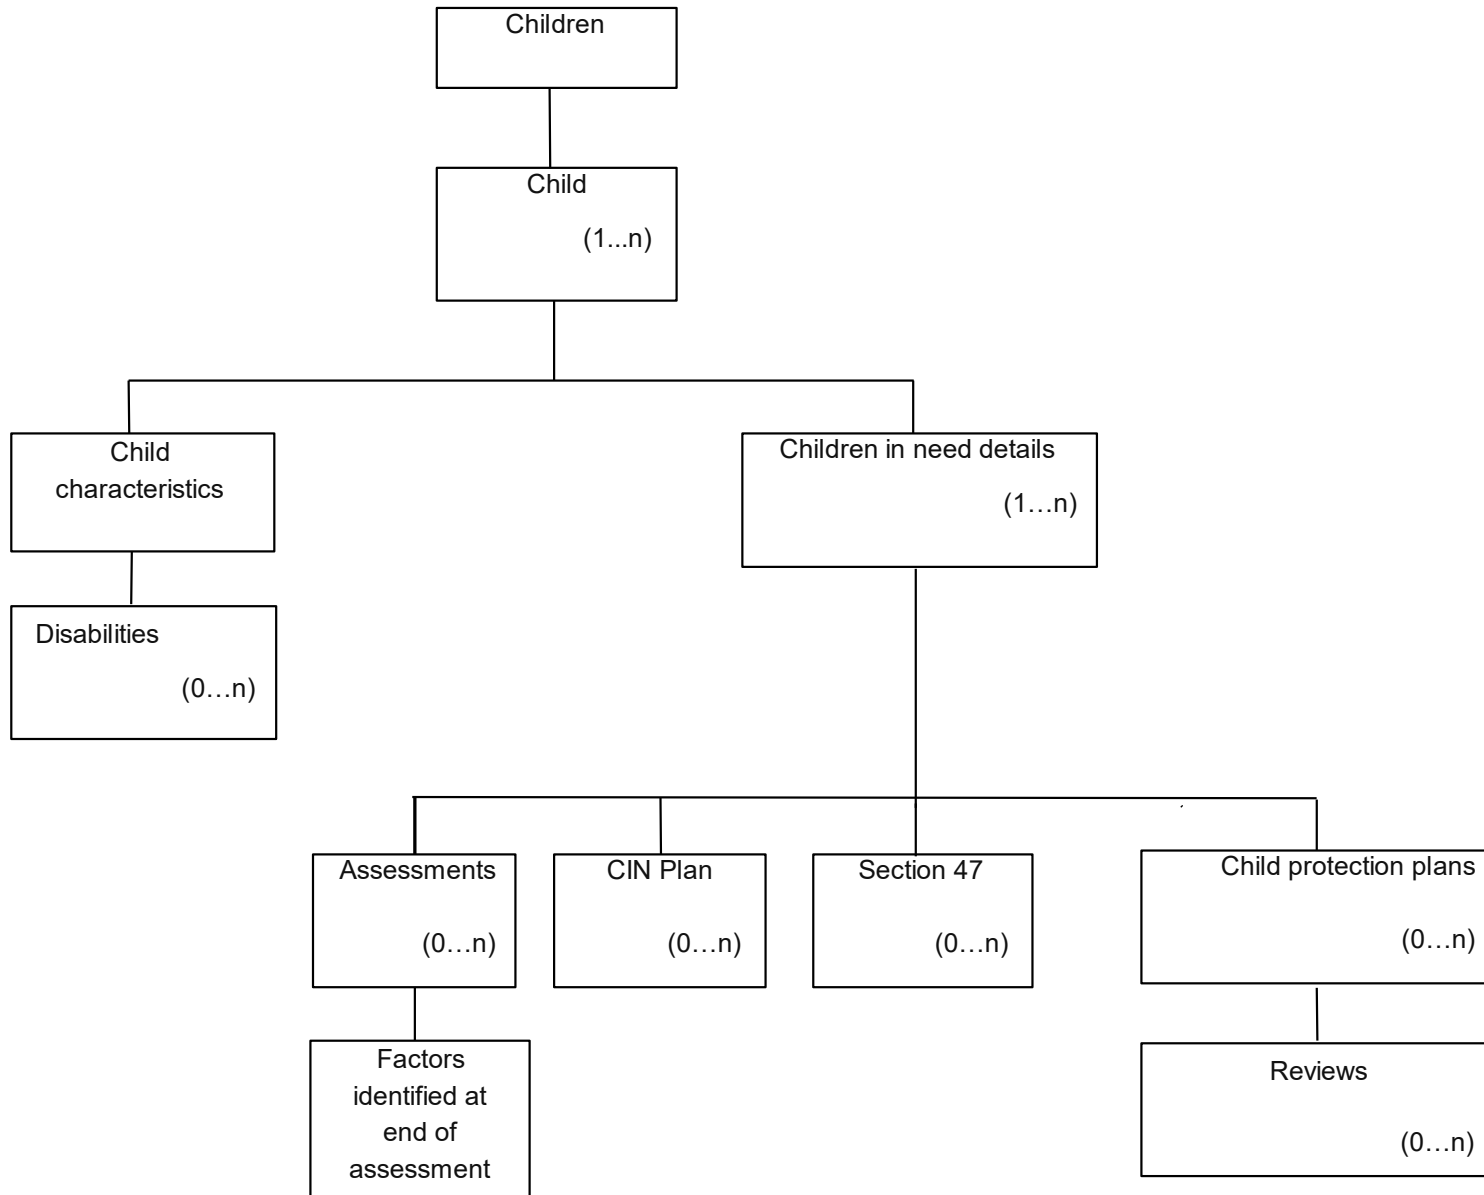 Children
Child
(1...n)
Child
characteristics
Children in need details
(1…n)
Disabilities
(0…n)
Assessments
(0…n)
CIN Plan
(0…n)
Section 47
(0…n)
Child protection plans
(0…n)
Factors
identified at
end of
assessment
Reviews
(0…n)